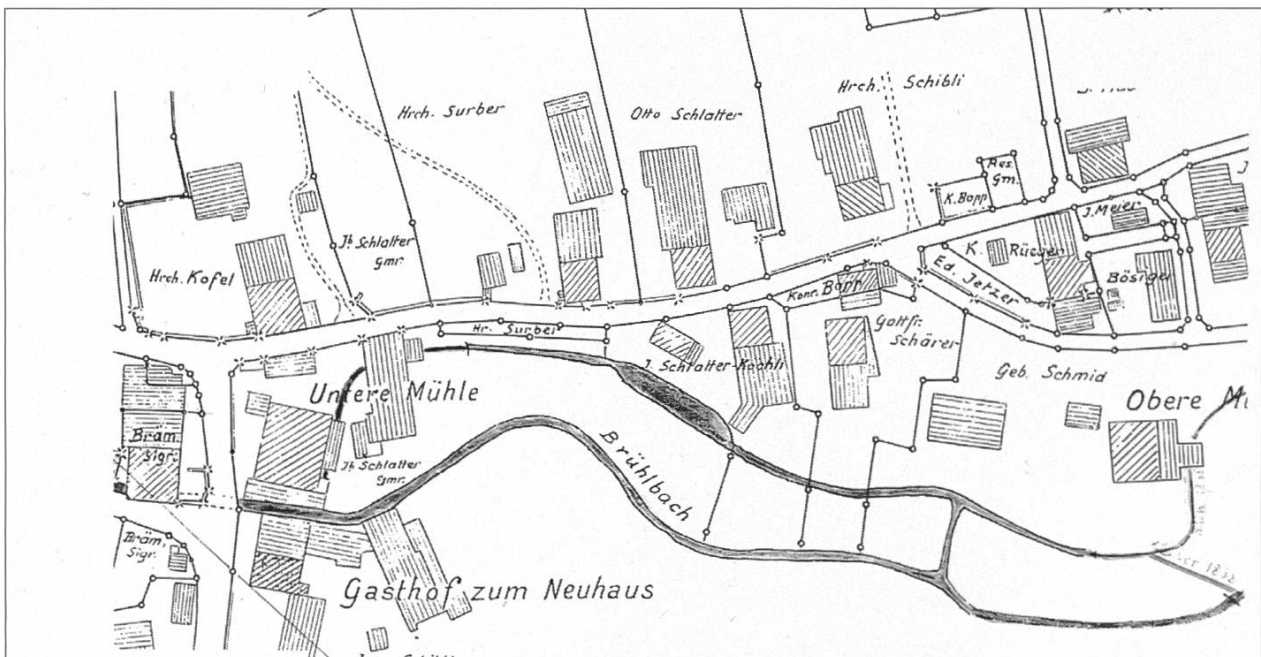 Hrch. Surber
Otto Schlatter
Hrch. Schibli
Hrch. Kofel
Jb Schlatter
gmr.
Res.
Gm.
K. Bopp
J. Meier
K. Rüeger
Bösiger
Ed. Jetzer
Konr. Bopp
Gottfr.
Schärer
Hr. Surber
J. Schlatter-Köchli
Geb. Schmid
Untere Mühle
Obere
Bräm.
Sigr.
Jb Schlatter
gmr.
Brühlbach
Bräm.
Sigr.
Gasthof zum Neuhaus
1832